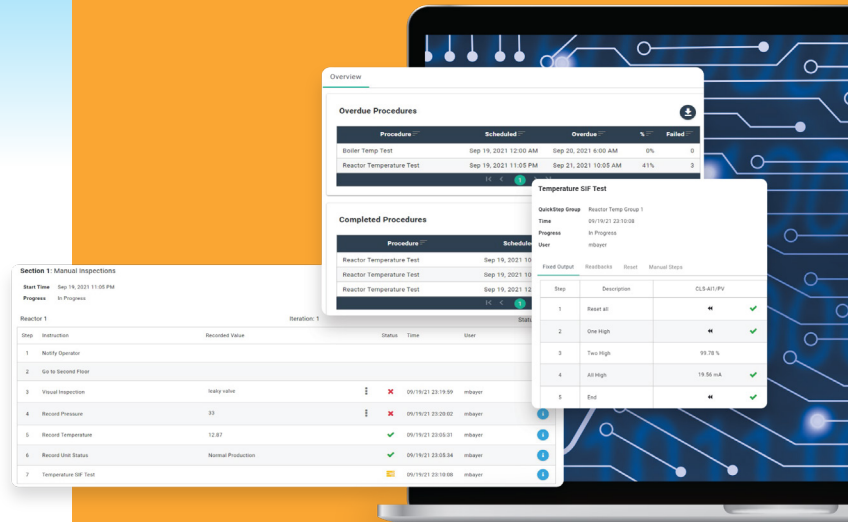 Overview
Overdue Procedures
Procedure Scheduled Overdue % Failed
Boiler Temp Test Sep 19, 2021 12:00 AM Sep 20, 2021 6:00 AM 0% 0
Reactor Temperature Test Sep 19, 2021 11:05 PM Sep 21, 2021 10:05 AM 41% 3
1
Completed Procedures
Procedure Schedule
Reactor Temperature Test Sep 19, 2021 10
Reactor Temperature Test Sep 19, 2021 10
Reactor Temperature Test Sep 19, 2021 12
1
Temperature SIF Test
QuickStep Group Reactor Temp Group 1
Time 09/19/21 23:10:08
Progress In Progress
User mbayer
Fixed Output Readbacks Reset Manual Steps
Step Description CLS-AI1/PV
1 Reset all
2 One High
3 Two High 99.78 %
4 All High 19.56 mA
5 End
Section 1: Manual Inspections
Start Time Sep 19, 2021 11:05 PM
Progress In Progress
Reactor 1 Iteration: 1 Statu
Step Instruction Recorded Value Status Time User
1 Notify Operator
2 Go to Second Floor
3 Visual Inspection leaky valve 09/19/21 23:19:59 mbayer
4 Record Pressure 33 09/19/21 23:20:02 mbayer
5 Record Temperature 12.87 09/19/21 23:05:31 mbayer
6 Record Unit Status Normal Production 09/19/21 23:05:34 mbayer
7 Temperature SIF Test 09/19/21 23:10:08 mbayer